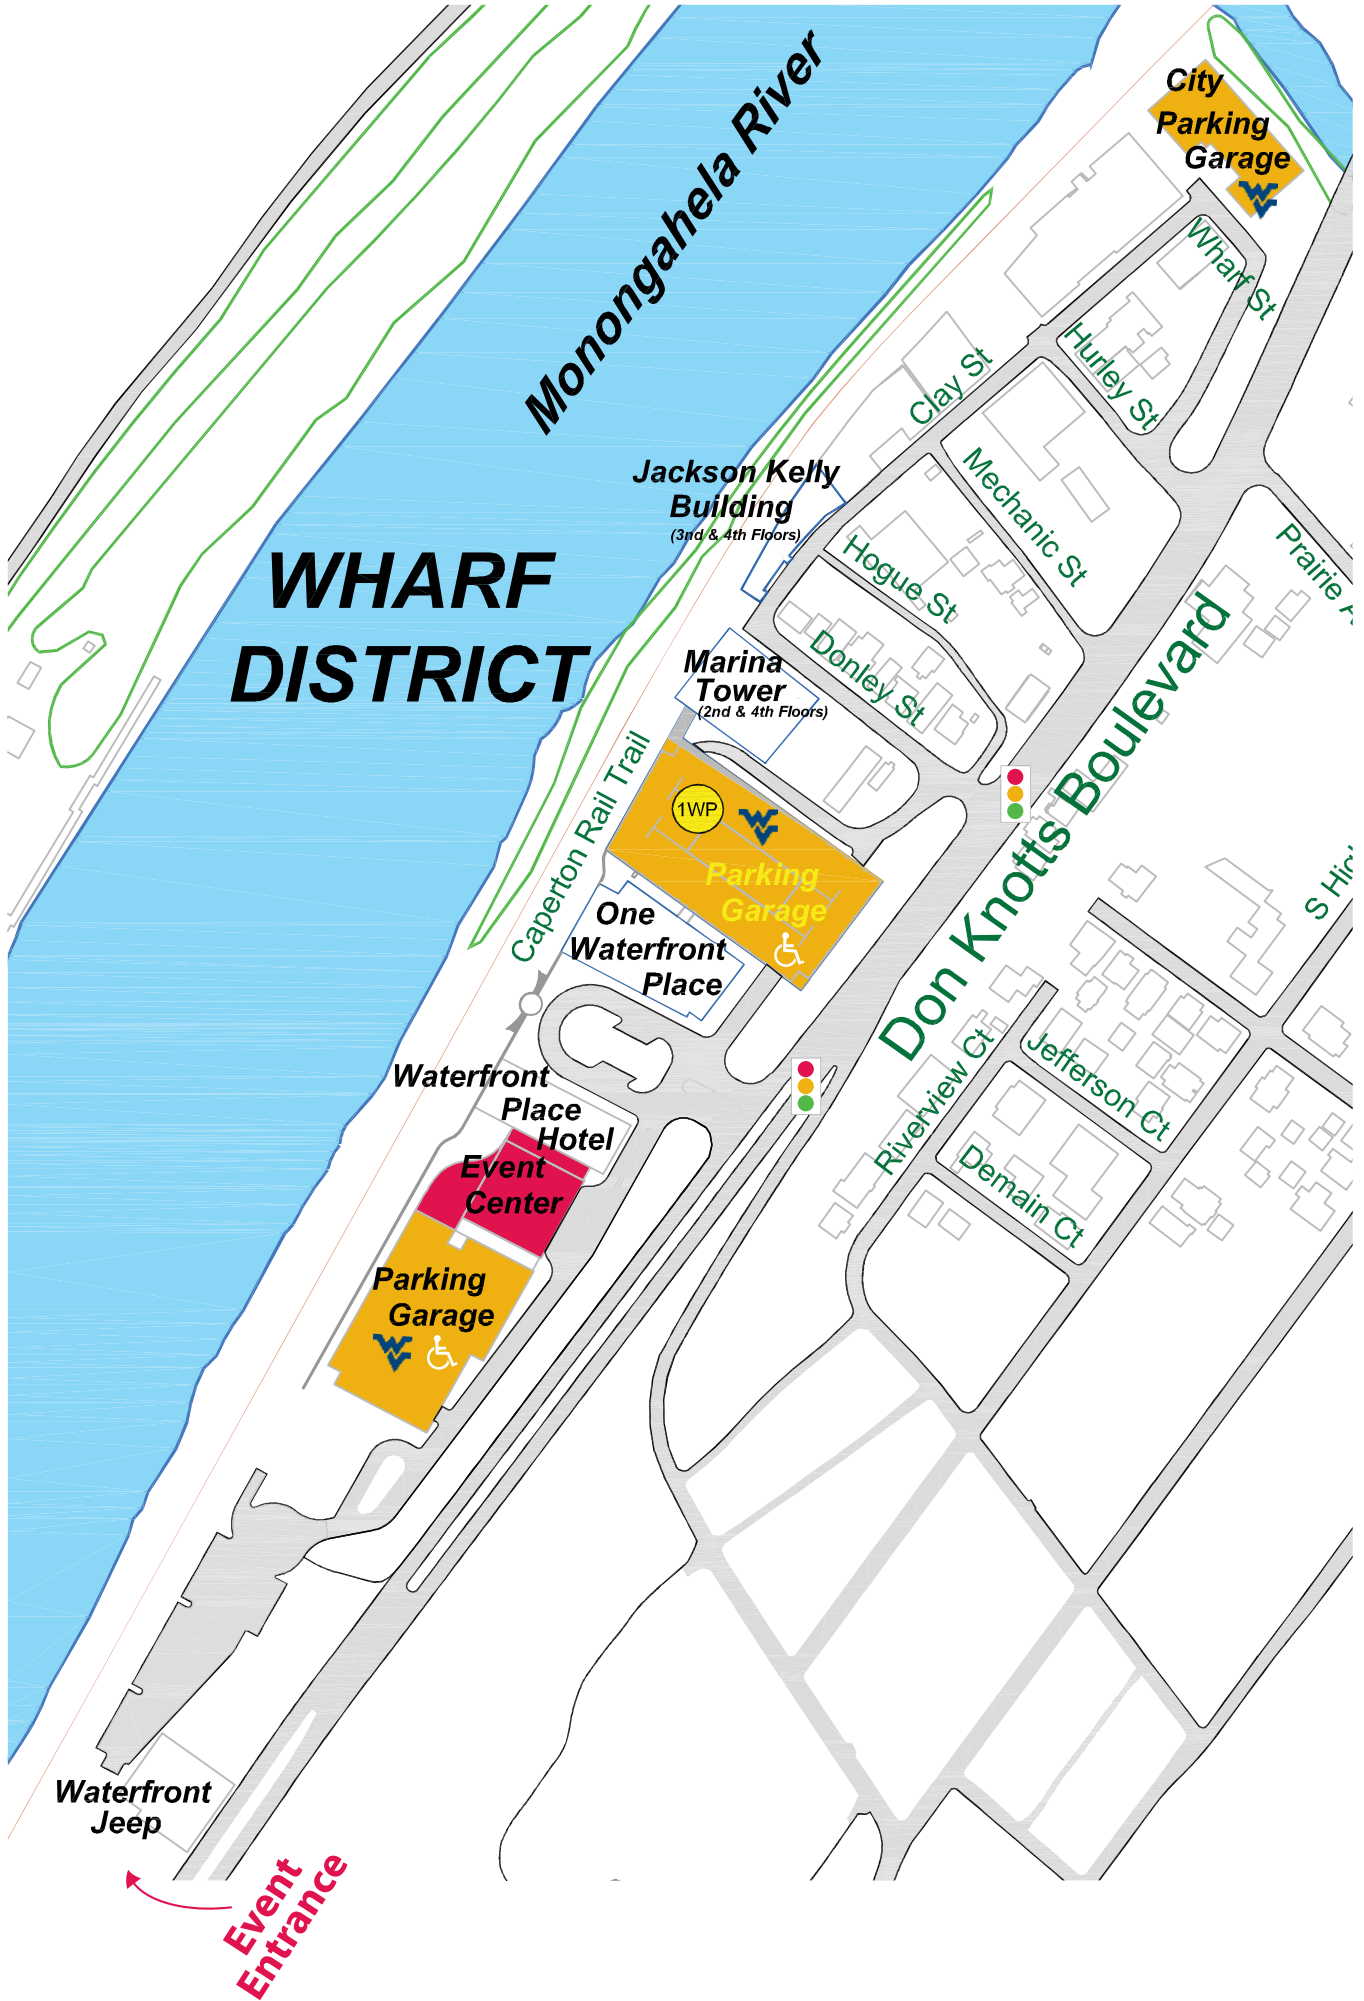 City
Parking
Garage
Monongahela River
Wharf St
Hurley St
Clay St
Mechanic St
Jackson Kelly
Building
(3nd & 4th Floors)
Hogue St
Prairie A
WHARF
DISTRICT
Donley St
Marina
Tower
(2nd & 4th Floors)
Don Knotts Boulevard
Caperton Rail Trail
1WP
Parking
Garage
S Hig
One
Waterfront
Place
Riverview Ct
Jefferson Ct
Demain Ct
Waterfront
Place
Hotel
Event
Center
Parking
Garage
Waterfront
Jeep
Event
Entrance